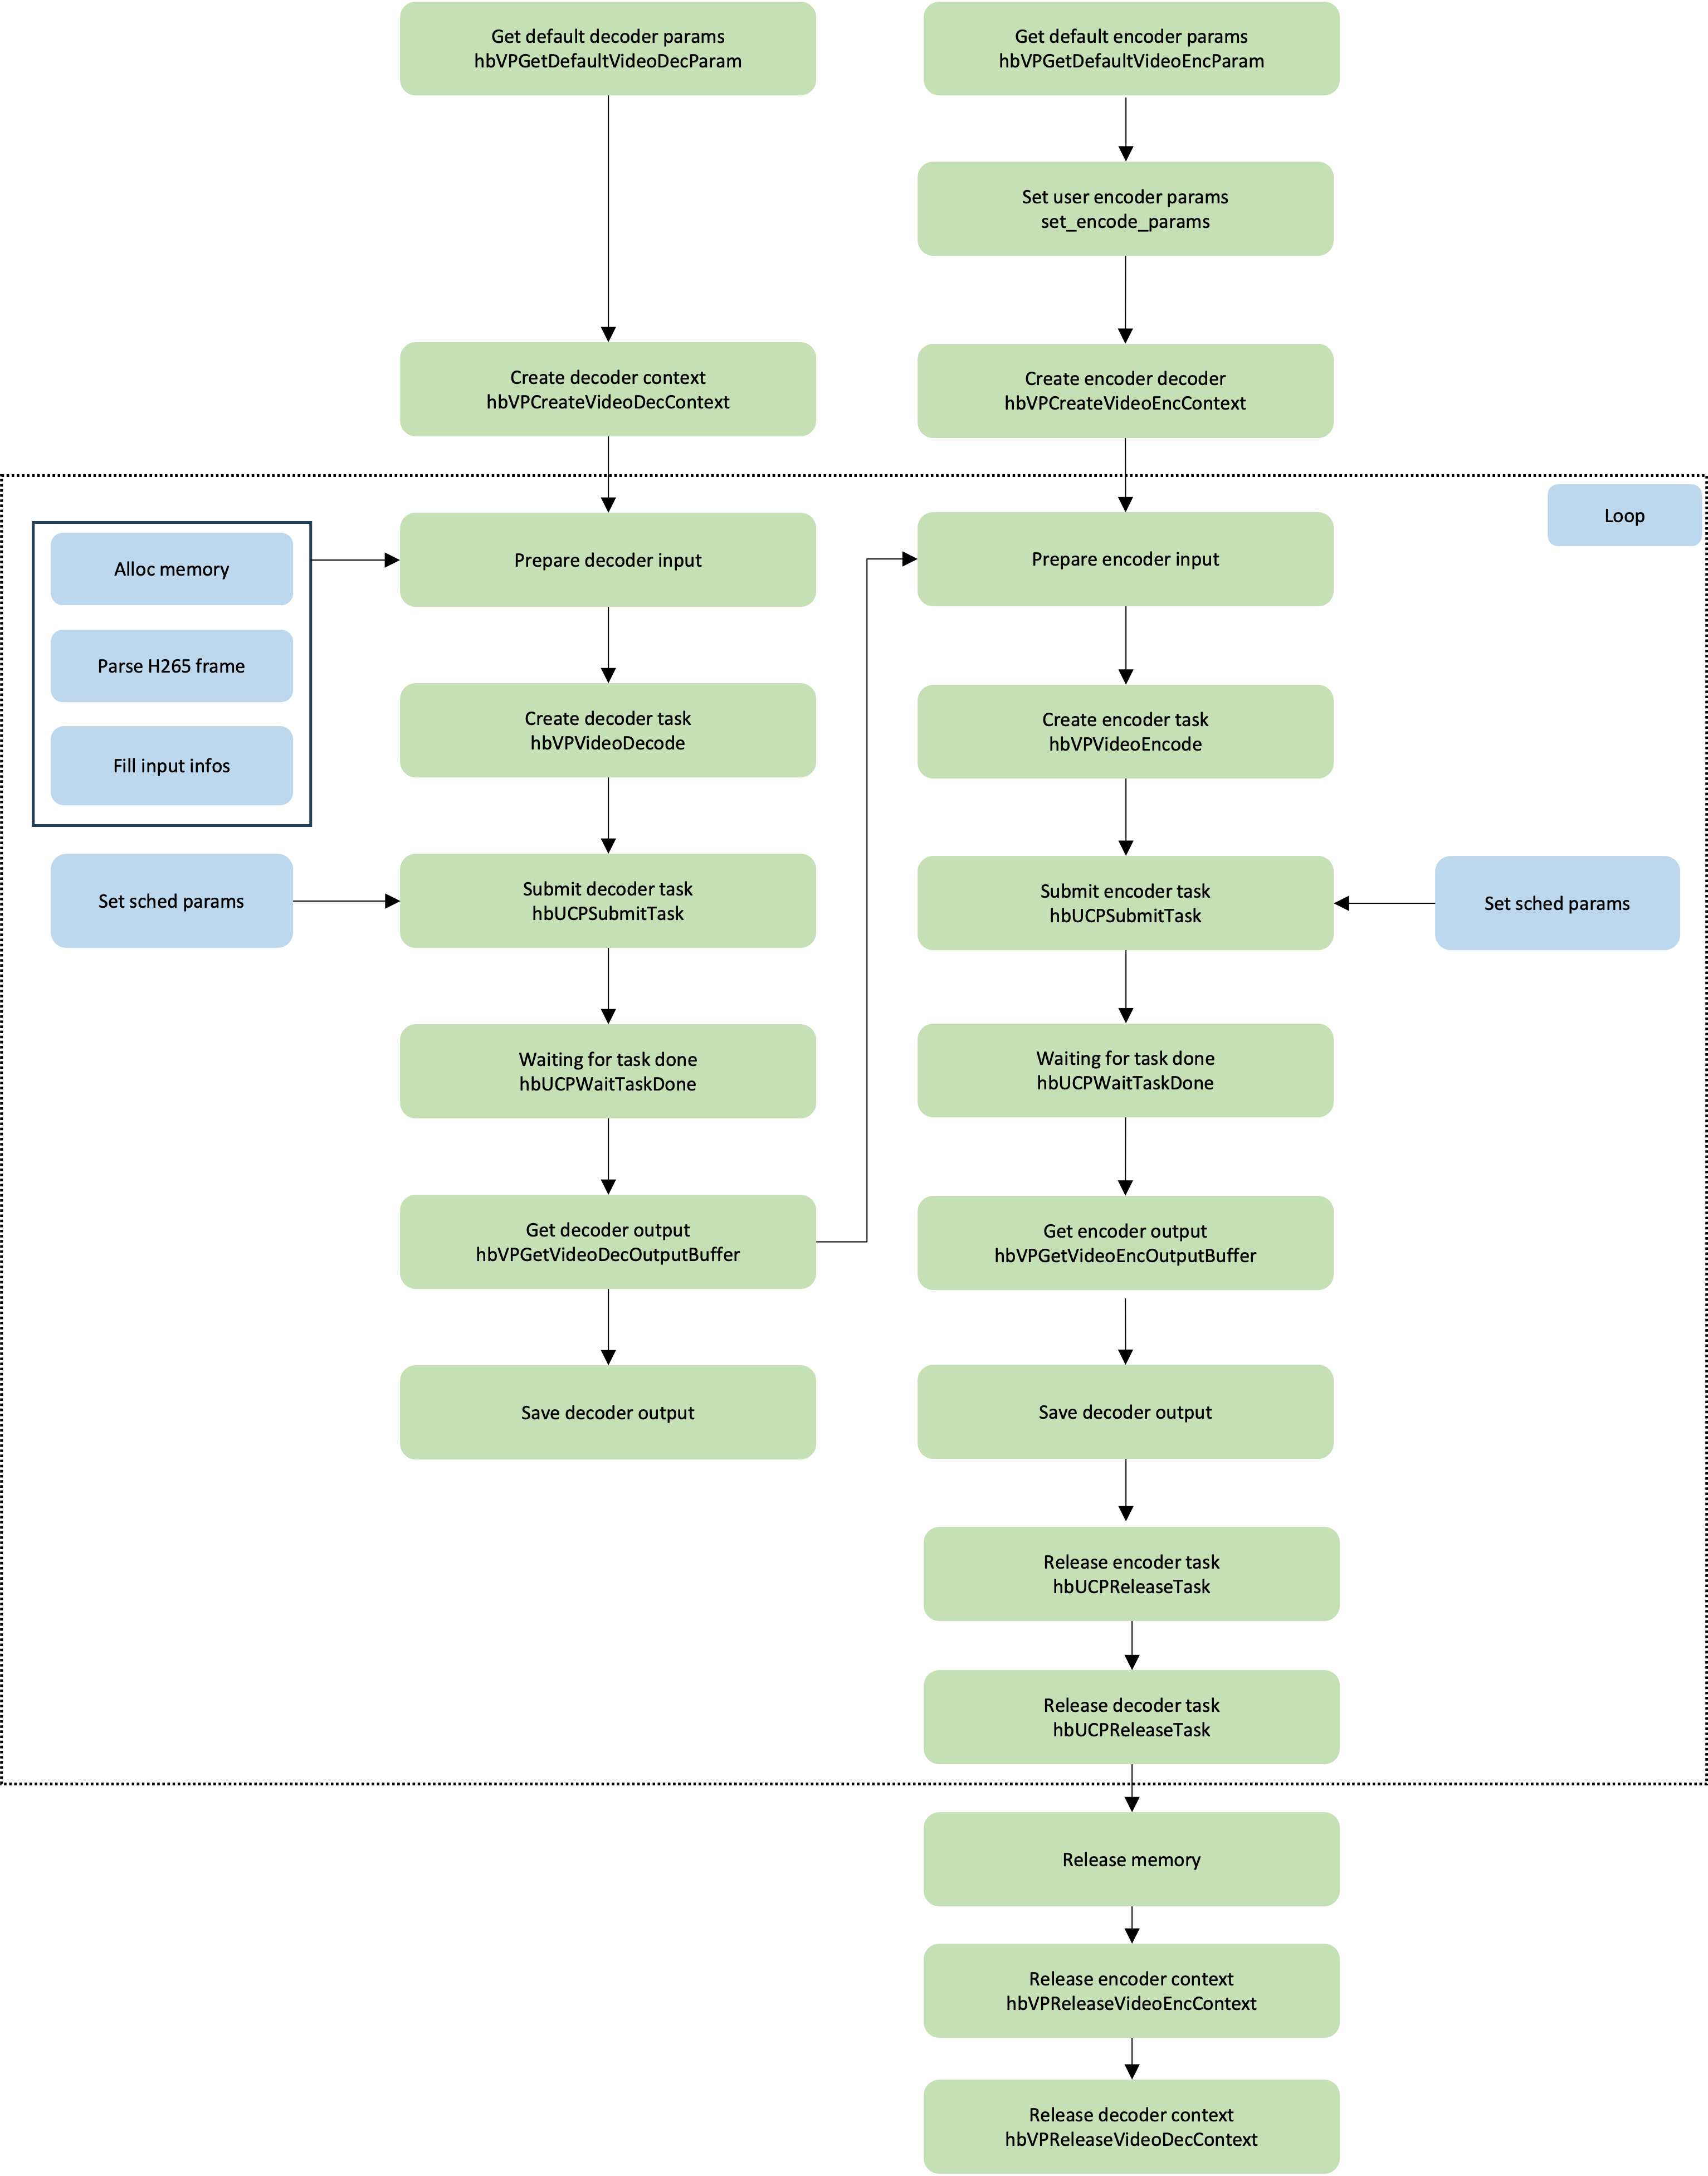 Get default decoder params
hbVPGetDefaultVideoDecParam
Get default encoder params
hbVPGetDefaultVideoEncParam
Set user encoder params
set_encode_params
Create decoder context
hbVPCreateVideoDecContext
Create encoder decoder
hbVPCreateVideoEncContext
Loop
Alloc memory
Parse H265 frame
Fill input infos
Prepare decoder input
Prepare encoder input
Create decoder task
hbVPVideoDecode
Create encoder task
hbVPVideoEncode
Set sched params
Submit decoder task
hbUCPSubmitTask
Submit encoder task
hbUCPSubmitTask
Set sched params
Waiting for task done
hbUCPWaitTaskDone
Waiting for task done
hbUCPWaitTaskDone
Get decoder output
hbVPGetVideoDecOutputBuffer
Get encoder output
hbVPGetVideoEncOutputBuffer
Save decoder output
Save decoder output
Release encoder task
hbUCPReleaseTask
Release decoder task
hbUCPReleaseTask
Release memory
Release encoder context
hbVPReleaseVideoEncContext
Release decoder context
hbVPReleaseVideoDecContext